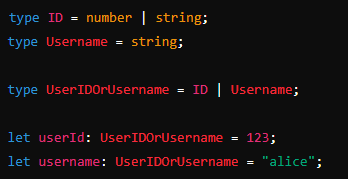 type ID = number | string;
type Username = string;
type UserIDOrUsername = ID | Username;
let userId: UserIDOrUsername = 123;
let username: UserIDOrUsername = "alice";